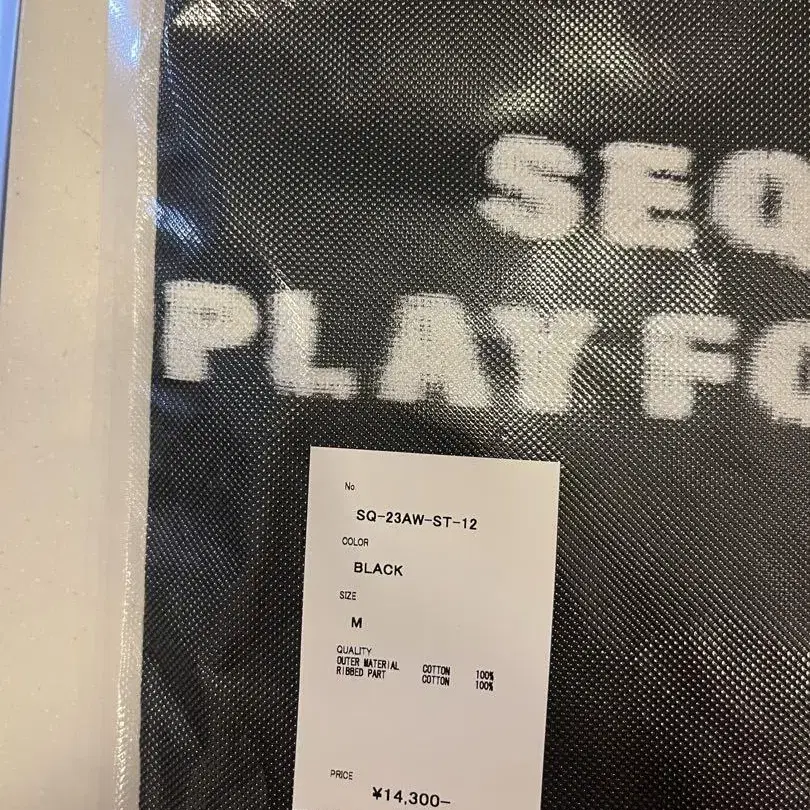 SEQ
PLAY FO
No
SQ-23AW-ST-12
COLOR
BLACK
SIZE
M
QUALITY
OUTER MATERIAL COTTON 100%
RIBBED PART COTTON 100%
PRICE
¥14,300-